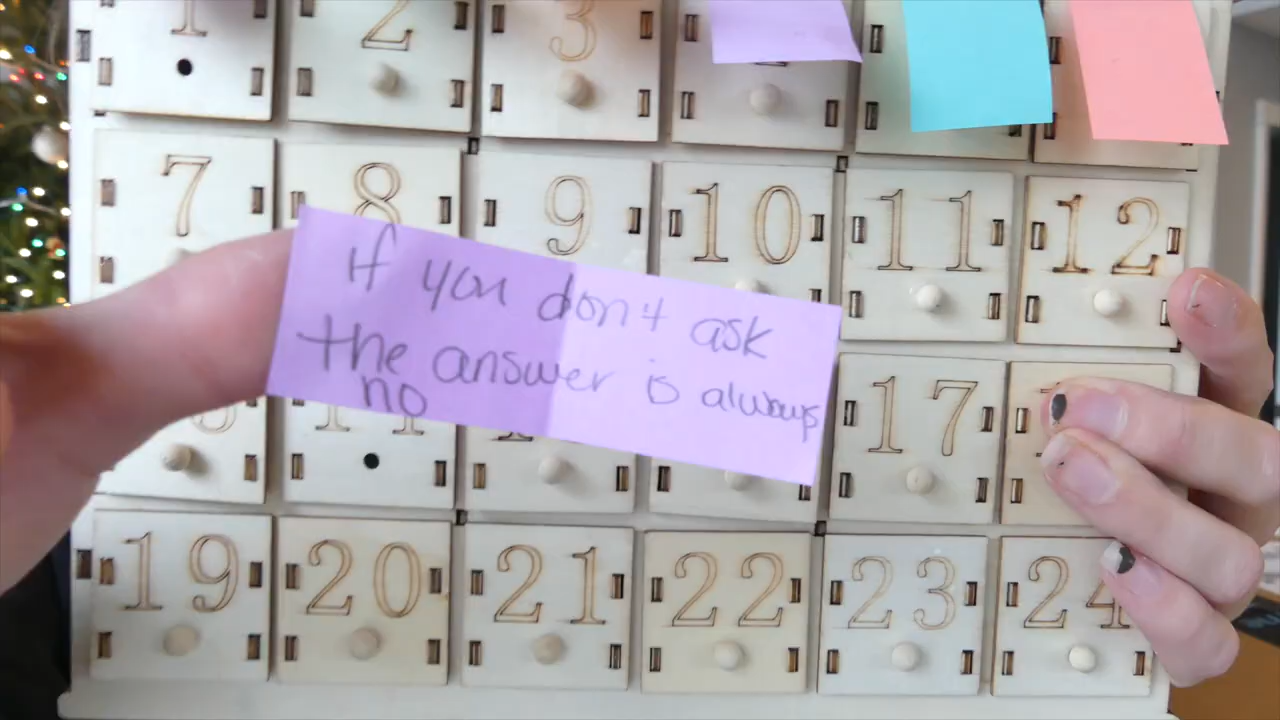 1 2 3
7 8 9 10 11 12
if you don't ask
the answer is always
no
17
19 20 21 22 23 24